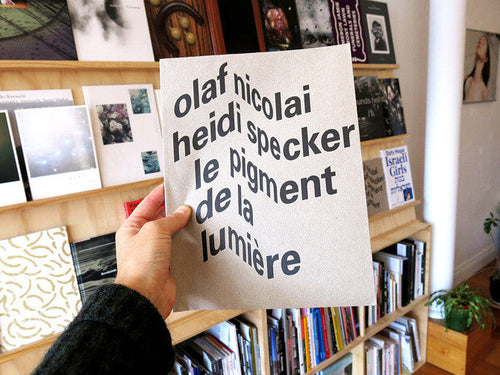 olaf nicolai
heidi specker
le pigment
de la
lumière
Israeli
Girls